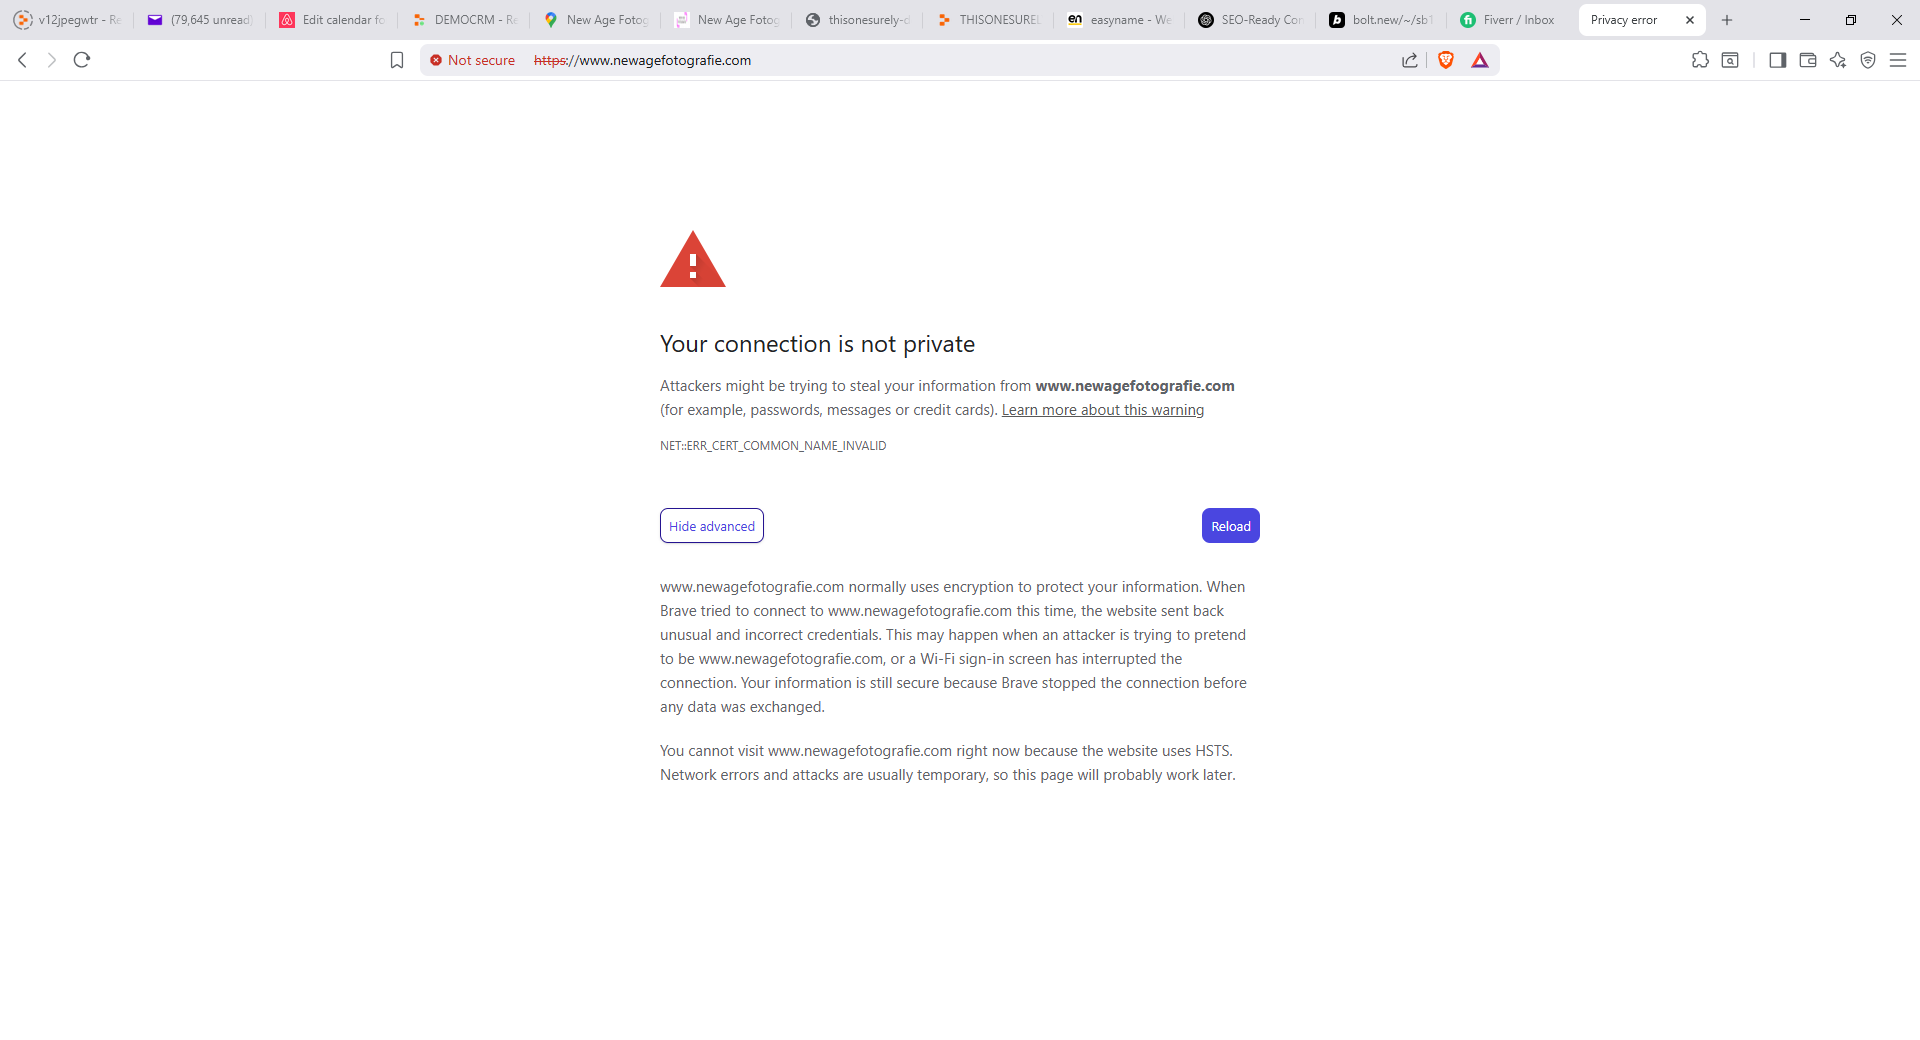 v12jpegwtr - Re
(79,645 unread)
Edit calendar fo
DEMOCRM - Re
New Age Fotog
New Age Fotog
thisonesurely-d
THISONESUREL
easyname - We
SEO-Ready Con
bolt.new/~/sb1
Fiverr / Inbox
Privacy error
Not secure https://www.newagefotografie.com
Your connection is not private
Attackers might be trying to steal your information from www.newagefotografie.com
(for example, passwords, messages or credit cards). Learn more about this warning
NET::ERR_CERT_COMMON_NAME_INVALID
Hide advanced
Reload
www.newagefotografie.com normally uses encryption to protect your information. When
Brave tried to connect to www.newagefotografie.com this time, the website sent back
unusual and incorrect credentials. This may happen when an attacker is trying to pretend
to be www.newagefotografie.com, or a Wi-Fi sign-in screen has interrupted the
connection. Your information is still secure because Brave stopped the connection before
any data was exchanged.
You cannot visit www.newagefotografie.com right now because the website uses HSTS.
Network errors and attacks are usually temporary, so this page will probably work later.